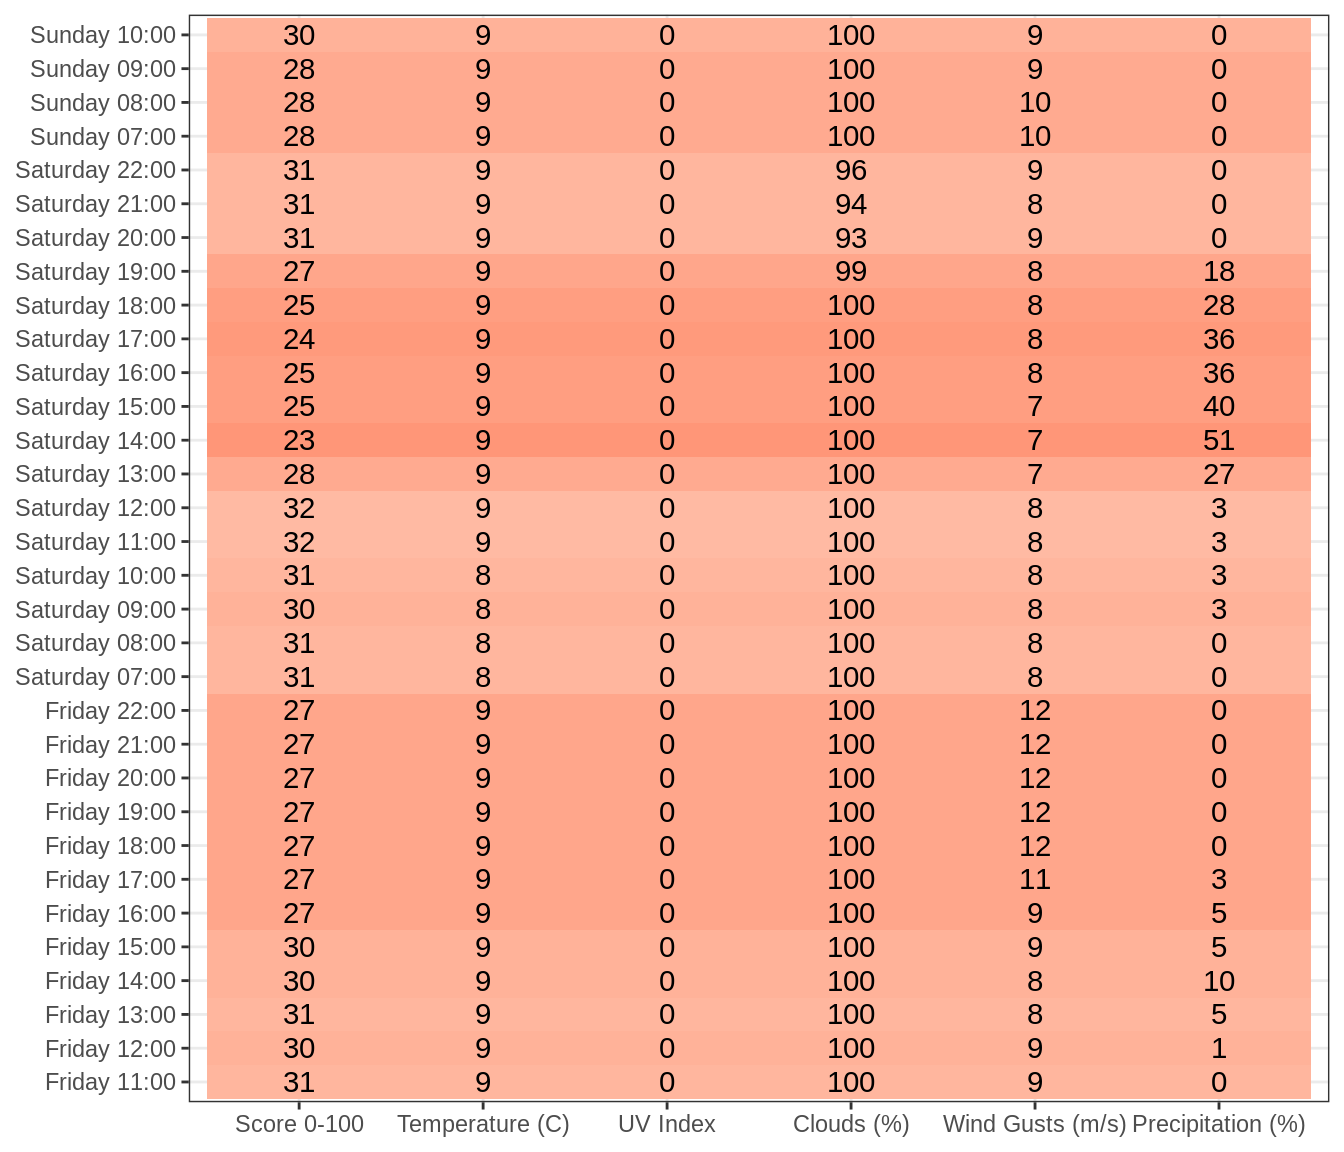 Sunday 10:00 30 9 0 100 9 0
Sunday 09:00 28 9 0 100 9 0
Sunday 08:00 28 9 0 100 10 0
Sunday 07:00 28 9 0 100 10 0
Saturday 22:00 31 9 0 96 9 0
Saturday 21:00 31 9 0 94 8 0
Saturday 20:00 31 9 0 93 9 0
Saturday 19:00 27 9 0 99 8 18
Saturday 18:00 25 9 0 100 8 28
Saturday 17:00 24 9 0 100 8 36
Saturday 16:00 25 9 0 100 8 36
Saturday 15:00 25 9 0 100 7 40
Saturday 14:00 23 9 0 100 7 51
Saturday 13:00 28 9 0 100 7 27
Saturday 12:00 32 9 0 100 8 3
Saturday 11:00 32 9 0 100 8 3
Saturday 10:00 31 8 0 100 8 3
Saturday 09:00 30 8 0 100 8 3
Saturday 08:00 31 8 0 100 8 0
Saturday 07:00 31 8 0 100 8 0
Friday 22:00 27 9 0 100 12 0
Friday 21:00 27 9 0 100 12 0
Friday 20:00 27 9 0 100 12 0
Friday 19:00 27 9 0 100 12 0
Friday 18:00 27 9 0 100 12 0
Friday 17:00 27 9 0 100 11 3
Friday 16:00 27 9 0 100 9 5
Friday 15:00 30 9 0 100 9 5
Friday 14:00 30 9 0 100 8 10
Friday 13:00 31 9 0 100 8 5
Friday 12:00 30 9 0 100 9 1
Friday 11:00 31 9 0 100 9 0
Score 0-100 Temperature (C) UV Index Clouds (%) Wind Gusts (m/s) Precipitation (%)